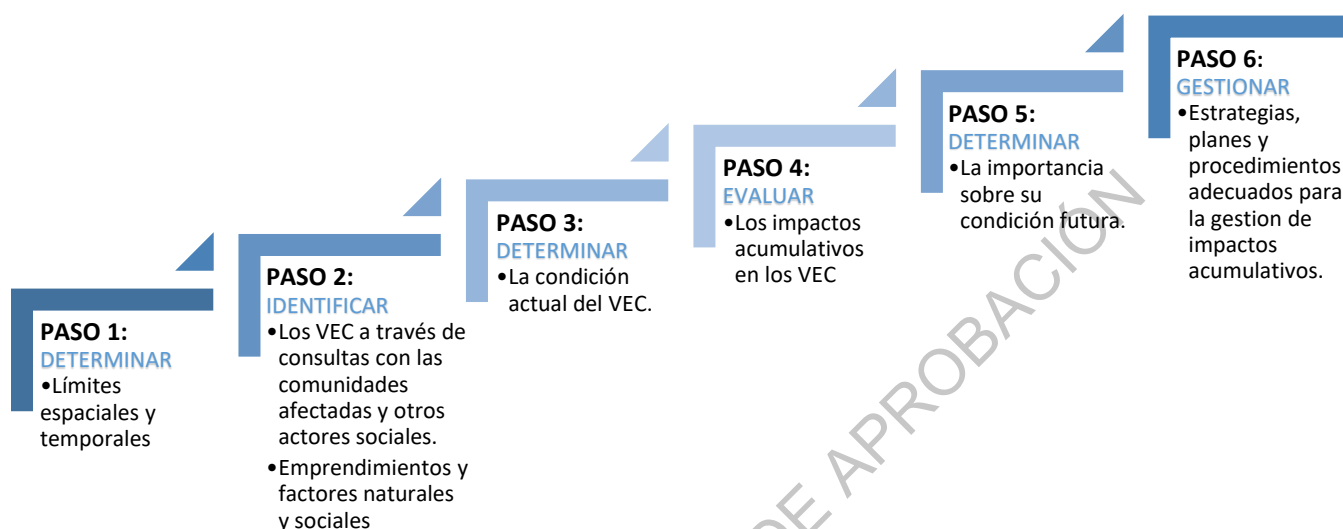 PASO 1:
DETERMINAR
•Límites
espaciales y
temporales
PASO 2:
IDENTIFICAR
•Los VEC a través de
consultas con las
comunidades
afectadas y otros
actores sociales.
•Emprendimientos y
factores naturales
y sociales
PASO 3:
DETERMINAR
•La condición
actual del VEC.
PASO 4:
EVALUAR
•Los impactos
acumulativos
en los VEC
PASO 5:
DETERMINAR
•La importancia
sobre su
condición futura.
PASO 6:
GESTIONAR
•Estrategias,
planes y
procedimientos
adecuados para
la gestion de
impactos
acumulativos.
DE APROBACIÓN